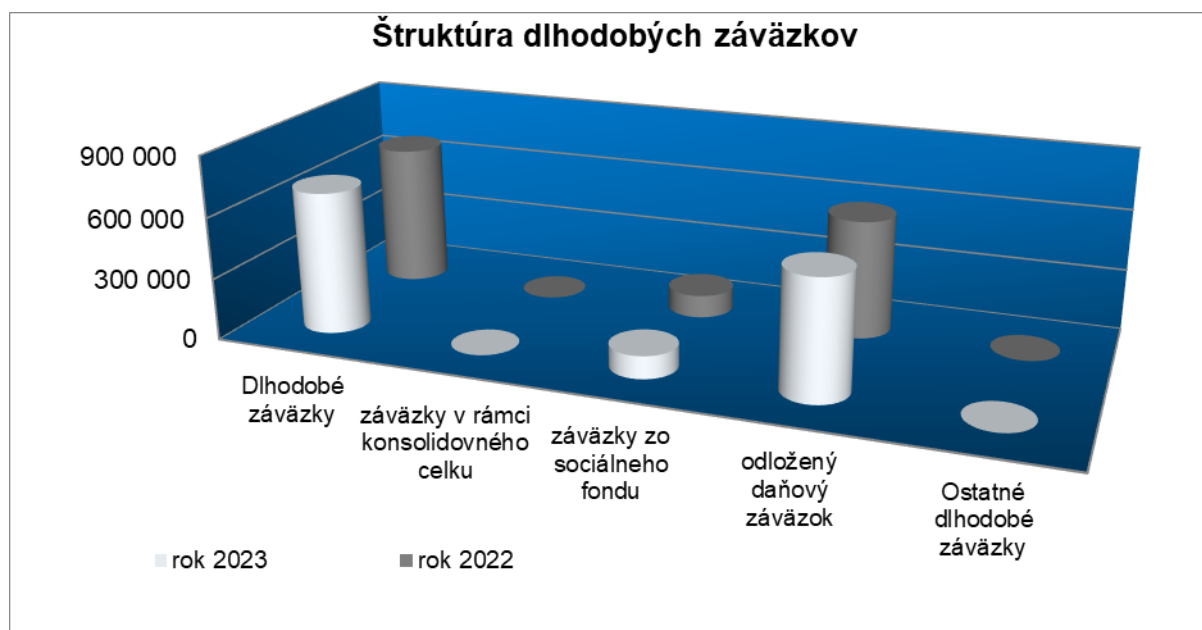 Štruktúra dlhodobých záväzkov
900 000
600 000
300 000
0
Dlhodobé
záväzky
záväzky v rámci
konsolidovného
celku
záväzky zo
sociálneho
fondu
odložený
daňový
záväzok
Ostatné
dlhodobé
záväzky
rok 2023
rok 2022